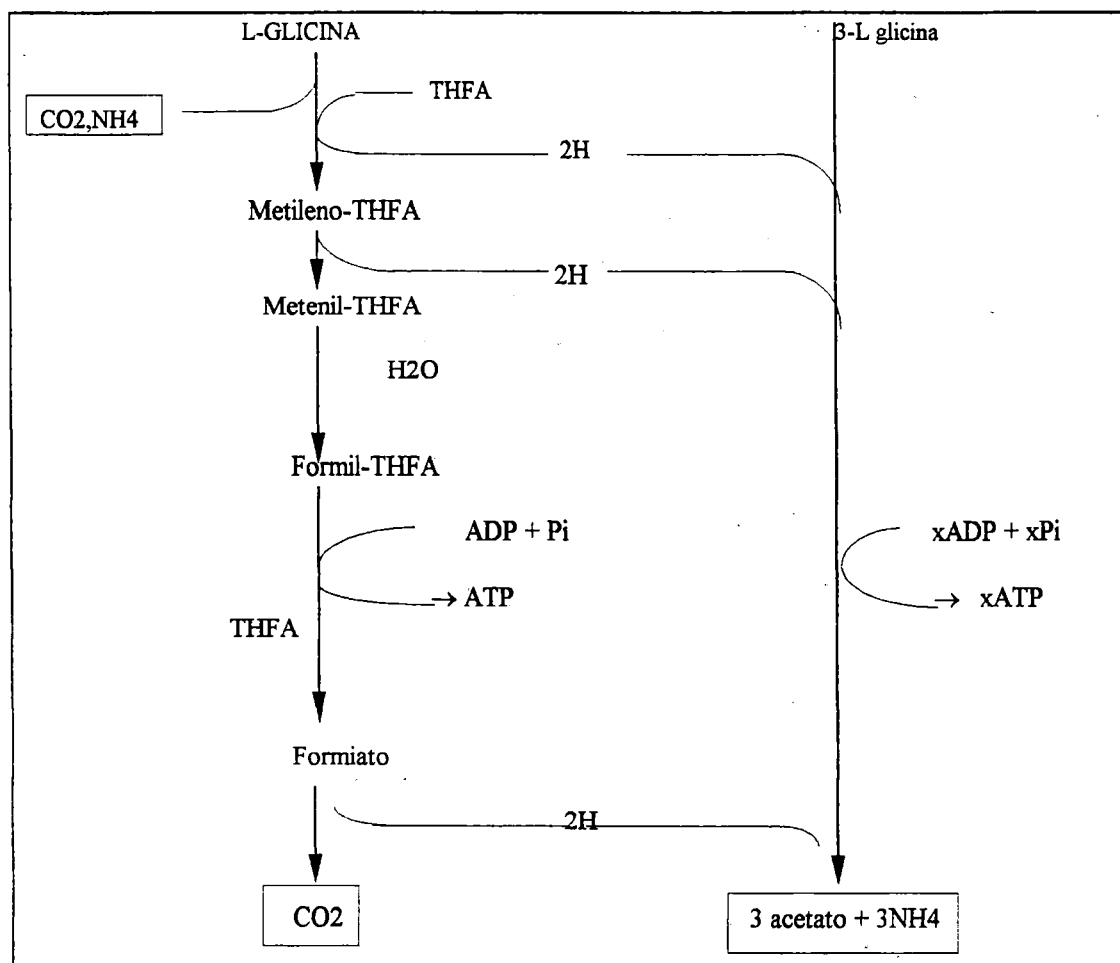 L-GLICINA
3-L glicina
THFA
CO2,NH4
2H
Metileno-THFA
2H
Metenil-THFA
H2O
Formil-THFA
ADP + Pi
xADP + xPi
→ ATP
→ xATP
THFA
Formiato
2H
CO2
3 acetato + 3NH4